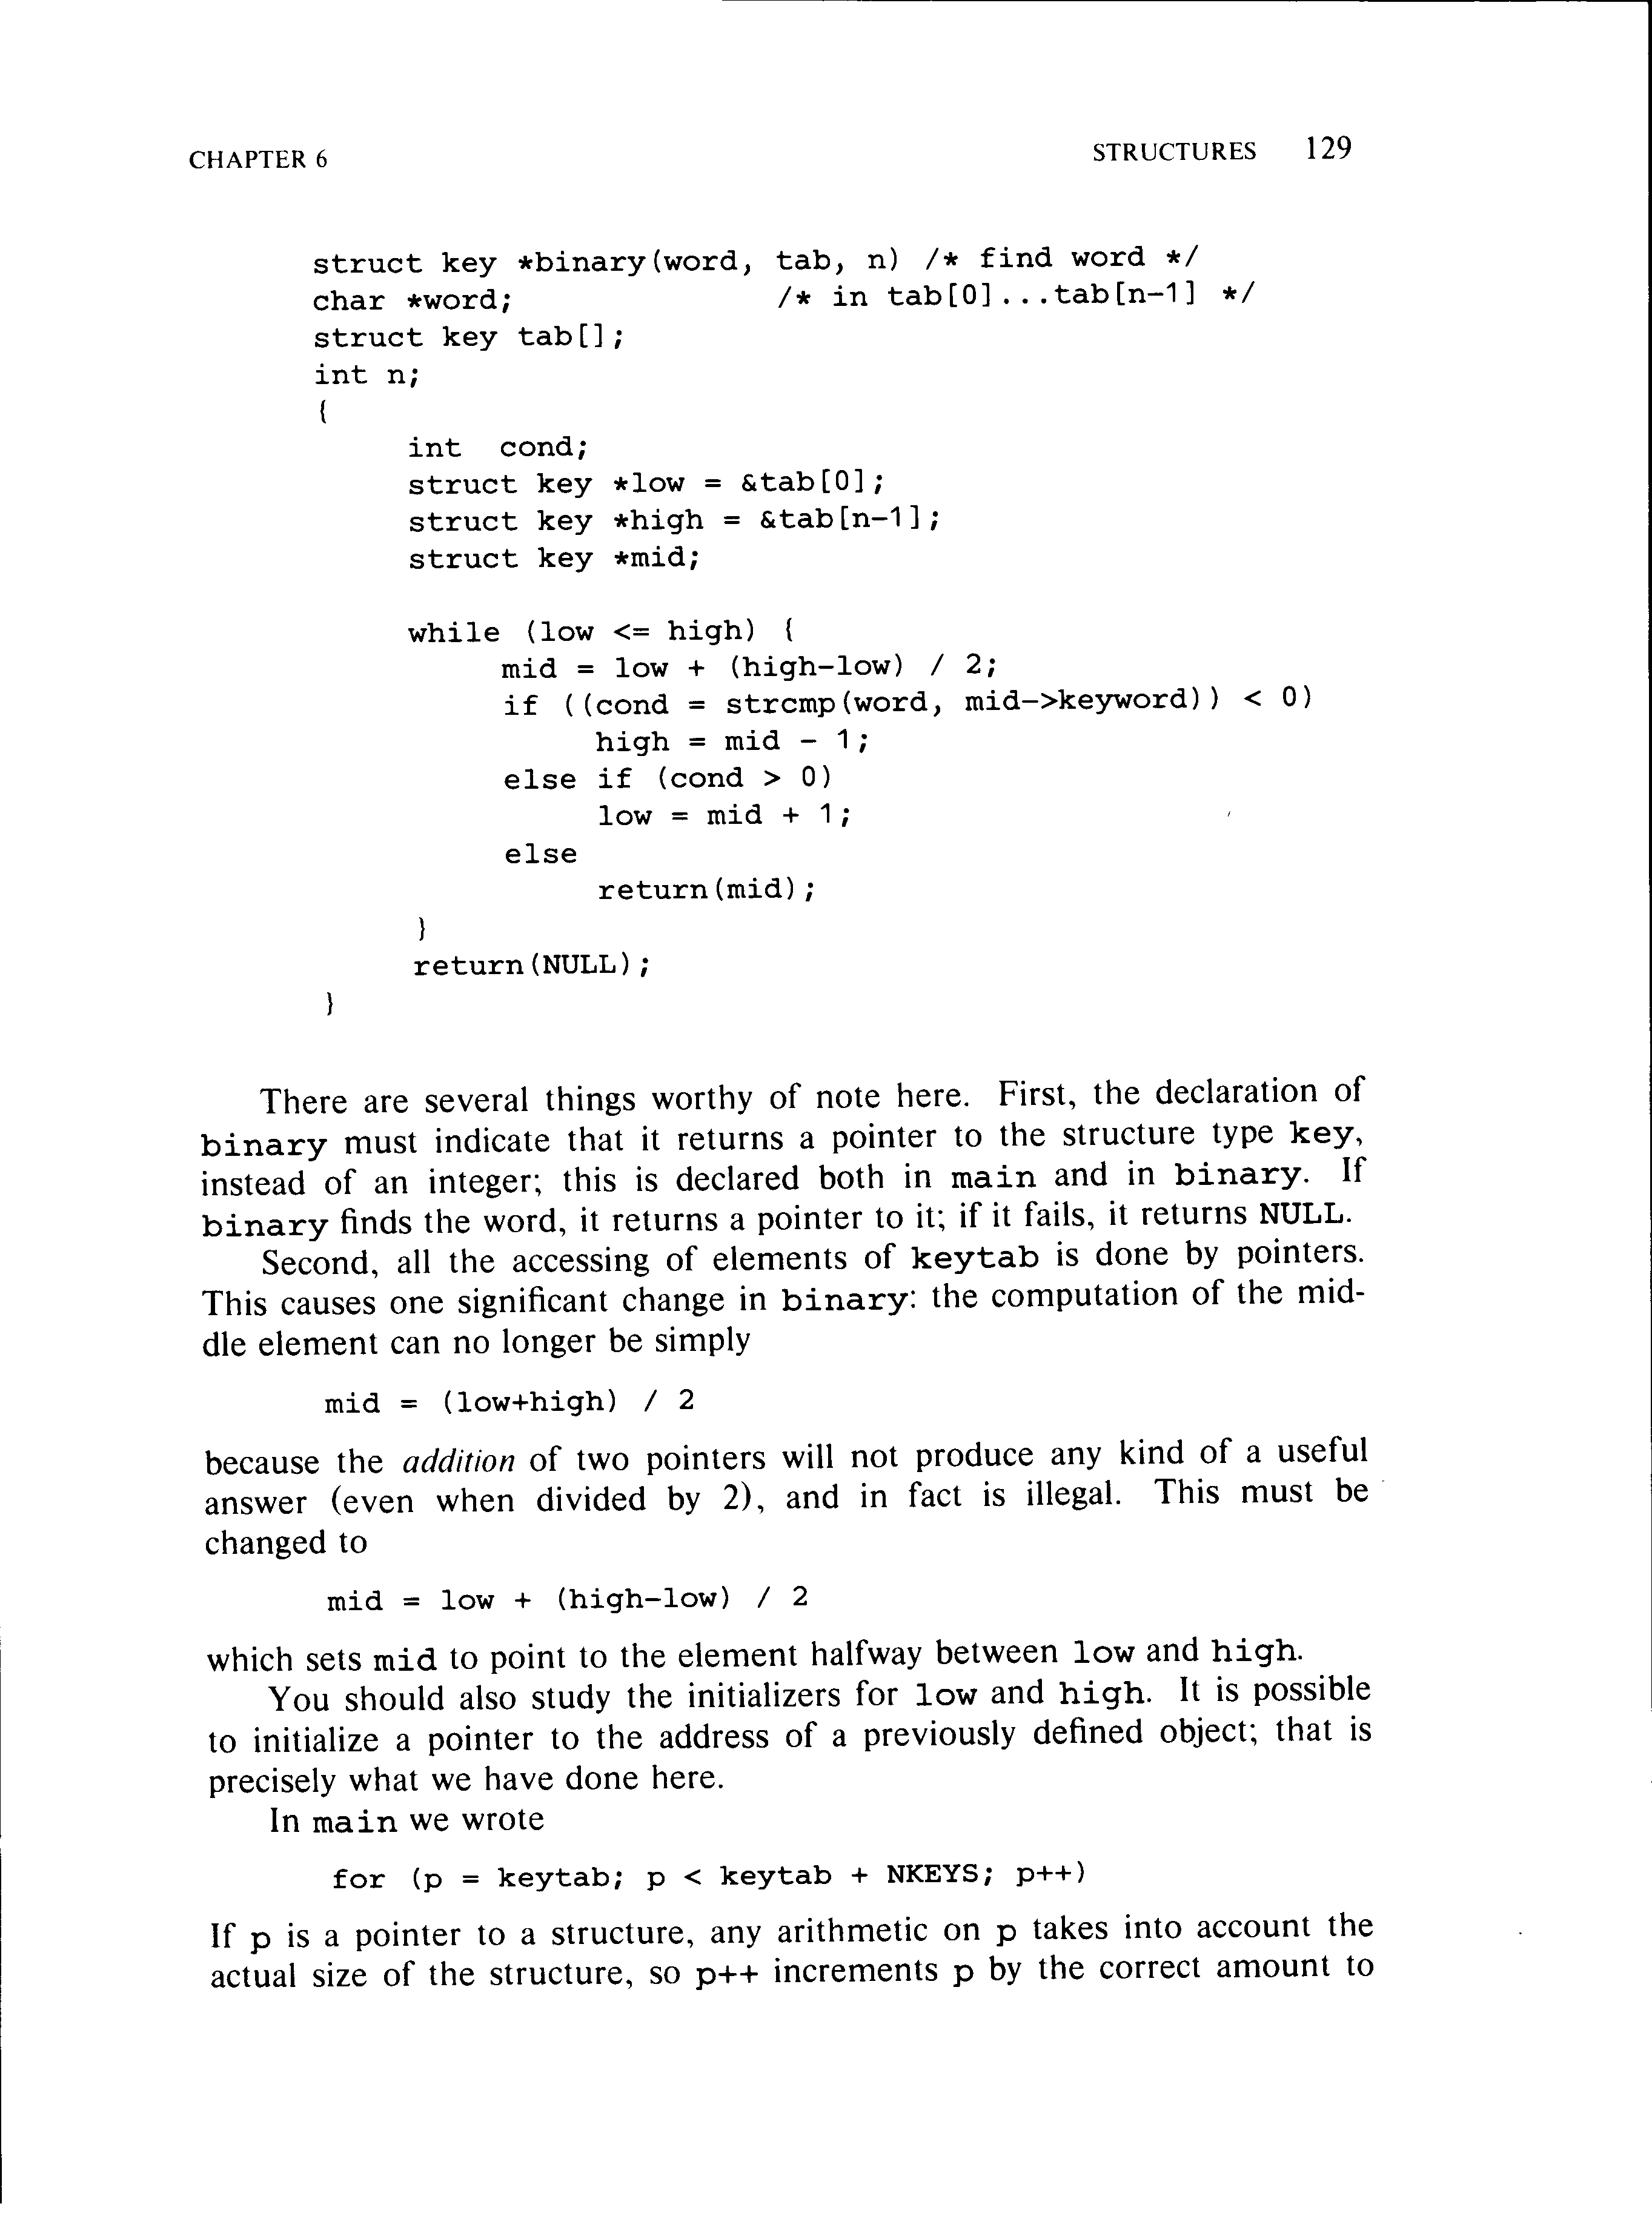 CHAPTER 6 STRUCTURES 129
struct key *binary(word, tab, n) /* find word */
char *word; /* in tab[0]...tab[n-1] */
struct key tab[];
int n;
{
int cond;
struct key *low = &tab[0];
struct key *high = &tab[n-1];
struct key *mid;
while (low <= high) {
mid = low + (high-low) / 2;
if ((cond = strcmp(word, mid->keyword)) < 0)
high = mid - 1;
else if (cond > 0)
low = mid + 1;
else
return(mid);
}
return(NULL);
}
There are several things worthy of note here. First, the declaration of
binary must indicate that it returns a pointer to the structure type key,
instead of an integer; this is declared both in main and in binary. If
binary finds the word, it returns a pointer to it; if it fails, it returns NULL.
Second, all the accessing of elements of keytab is done by pointers.
This causes one significant change in binary: the computation of the mid-
dle element can no longer be simply
mid = (low+high) / 2
because the addition of two pointers will not produce any kind of a useful
answer (even when divided by 2), and in fact is illegal. This must be
changed to
mid = low + (high-low) / 2
which sets mid to point to the element halfway between low and high.
You should also study the initializers for low and high. It is possible
to initialize a pointer to the address of a previously defined object; that is
precisely what we have done here.
In main we wrote
for (p = keytab; p < keytab + NKEYS; p++)
If p is a pointer to a structure, any arithmetic on p takes into account the
actual size of the structure, so p++ increments p by the correct amount to